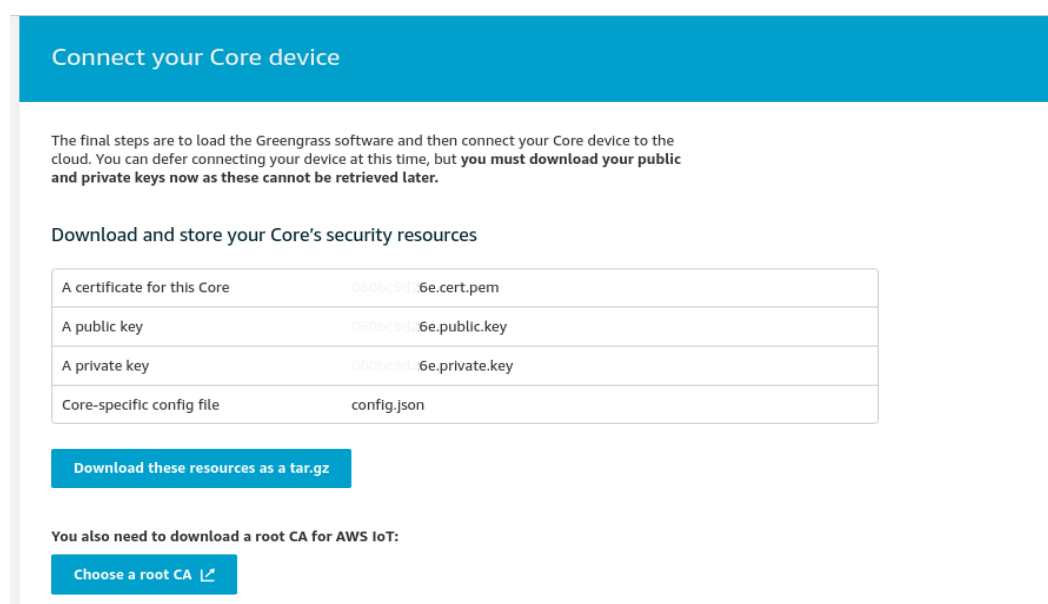 Connect your Core device
The final steps are to load the Greengrass software and then connect your Core device to the
cloud. You can defer connecting your device at this time, but you must download your public
and private keys now as these cannot be retrieved later.
Download and store your Core's security resources
A certificate for this Core 6e.cert.pem
A public key 6e.public.key
A private key 6e.private.key
Core-specific config file config.json
Download these resources as a tar.gz
You also need to download a root CA for AWS IoT:
Choose a root CA